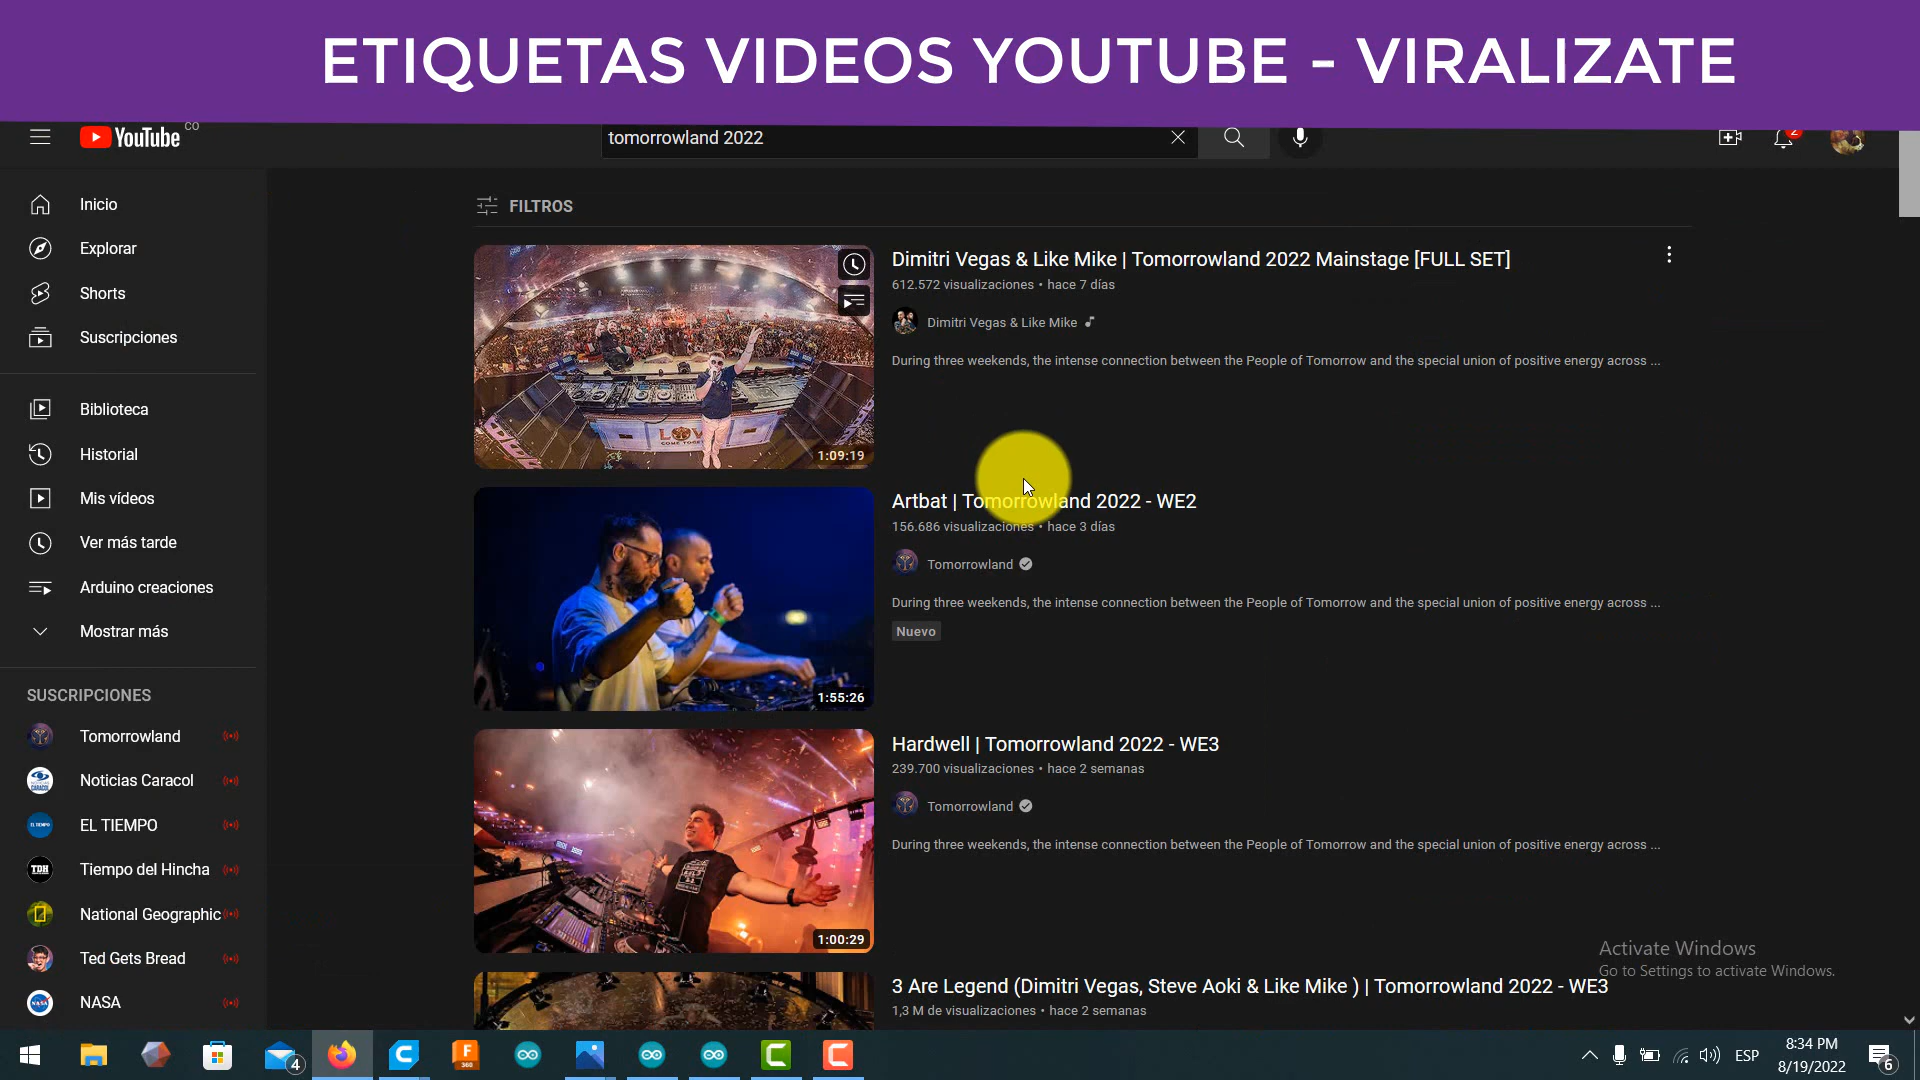 ETIQUETAS VIDEOS YOUTUBE - VIRALIZATE
YouTube CO
tomorrowland 2022
2
Inicio
Explorar
Shorts
Suscripciones
Biblioteca
Historial
Mis vídeos
Ver más tarde
Arduino creaciones
Mostrar más
SUSCRIPCIONES
Tomorrowland
Noticias Caracol
EL TIEMPO
Tiempo del Hincha
National Geographic
Ted Gets Bread
NASA
FILTROS
1:09:19
Dimitri Vegas & Like Mike | Tomorrowland 2022 Mainstage [FULL SET]
612.572 visualizaciones • hace 7 días
Dimitri Vegas & Like Mike
During three weekends, the intense connection between the People of Tomorrow and the special union of positive energy across ...
1:55:26
Artbat | Tomorrowland 2022 - WE2
156.686 visualizaciones • hace 3 días
Tomorrowland
During three weekends, the intense connection between the People of Tomorrow and the special union of positive energy across ...
Nuevo
1:00:29
Hardwell | Tomorrowland 2022 - WE3
239.700 visualizaciones • hace 2 semanas
Tomorrowland
During three weekends, the intense connection between the People of Tomorrow and the special union of positive energy across ...
3 Are Legend (Dimitri Vegas, Steve Aoki & Like Mike ) | Tomorrowland 2022 - WE3
1,3 M de visualizaciones • hace 2 semanas
Activate Windows
Go to Settings to activate Windows.
4
360
ESP
8:34 PM
8/19/2022
6